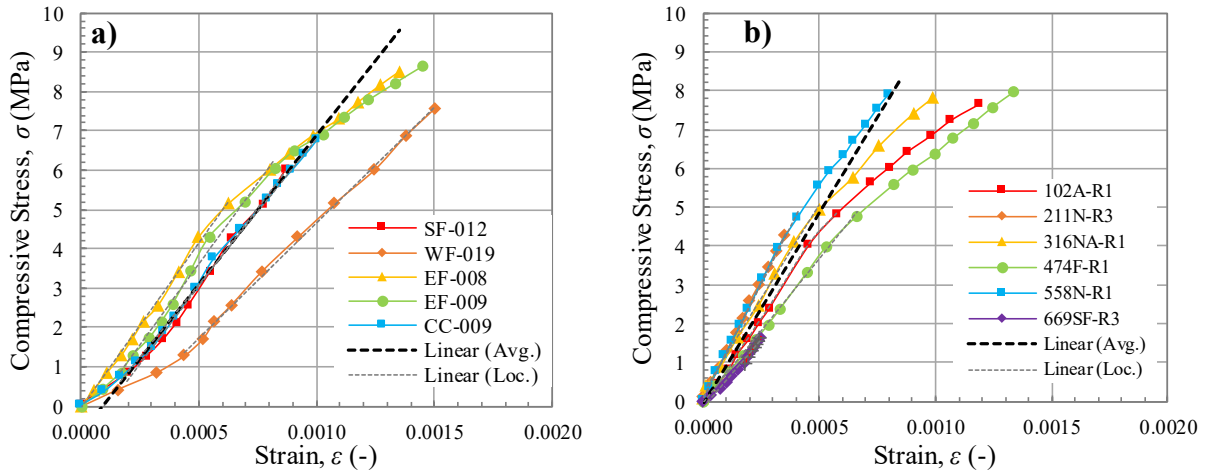 a)
Compressive Stress, σ (MPa)
10
9
8
7
6
5
4
3
2
1
0
SF-012
WF-019
EF-008
EF-009
CC-009
Linear (Avg.)
Linear (Loc.)
0.0000 0.0005 0.0010 0.0015 0.0020
Strain, ε (-)
b)
Compressive Stress, σ (MPa)
10
9
8
7
6
5
4
3
2
1
0
102A-R1
211N-R3
316NA-R1
474F-R1
558N-R1
669SF-R3
Linear (Avg.)
Linear (Loc.)
0.0000 0.0005 0.0010 0.0015 0.0020
Strain, ε (-)